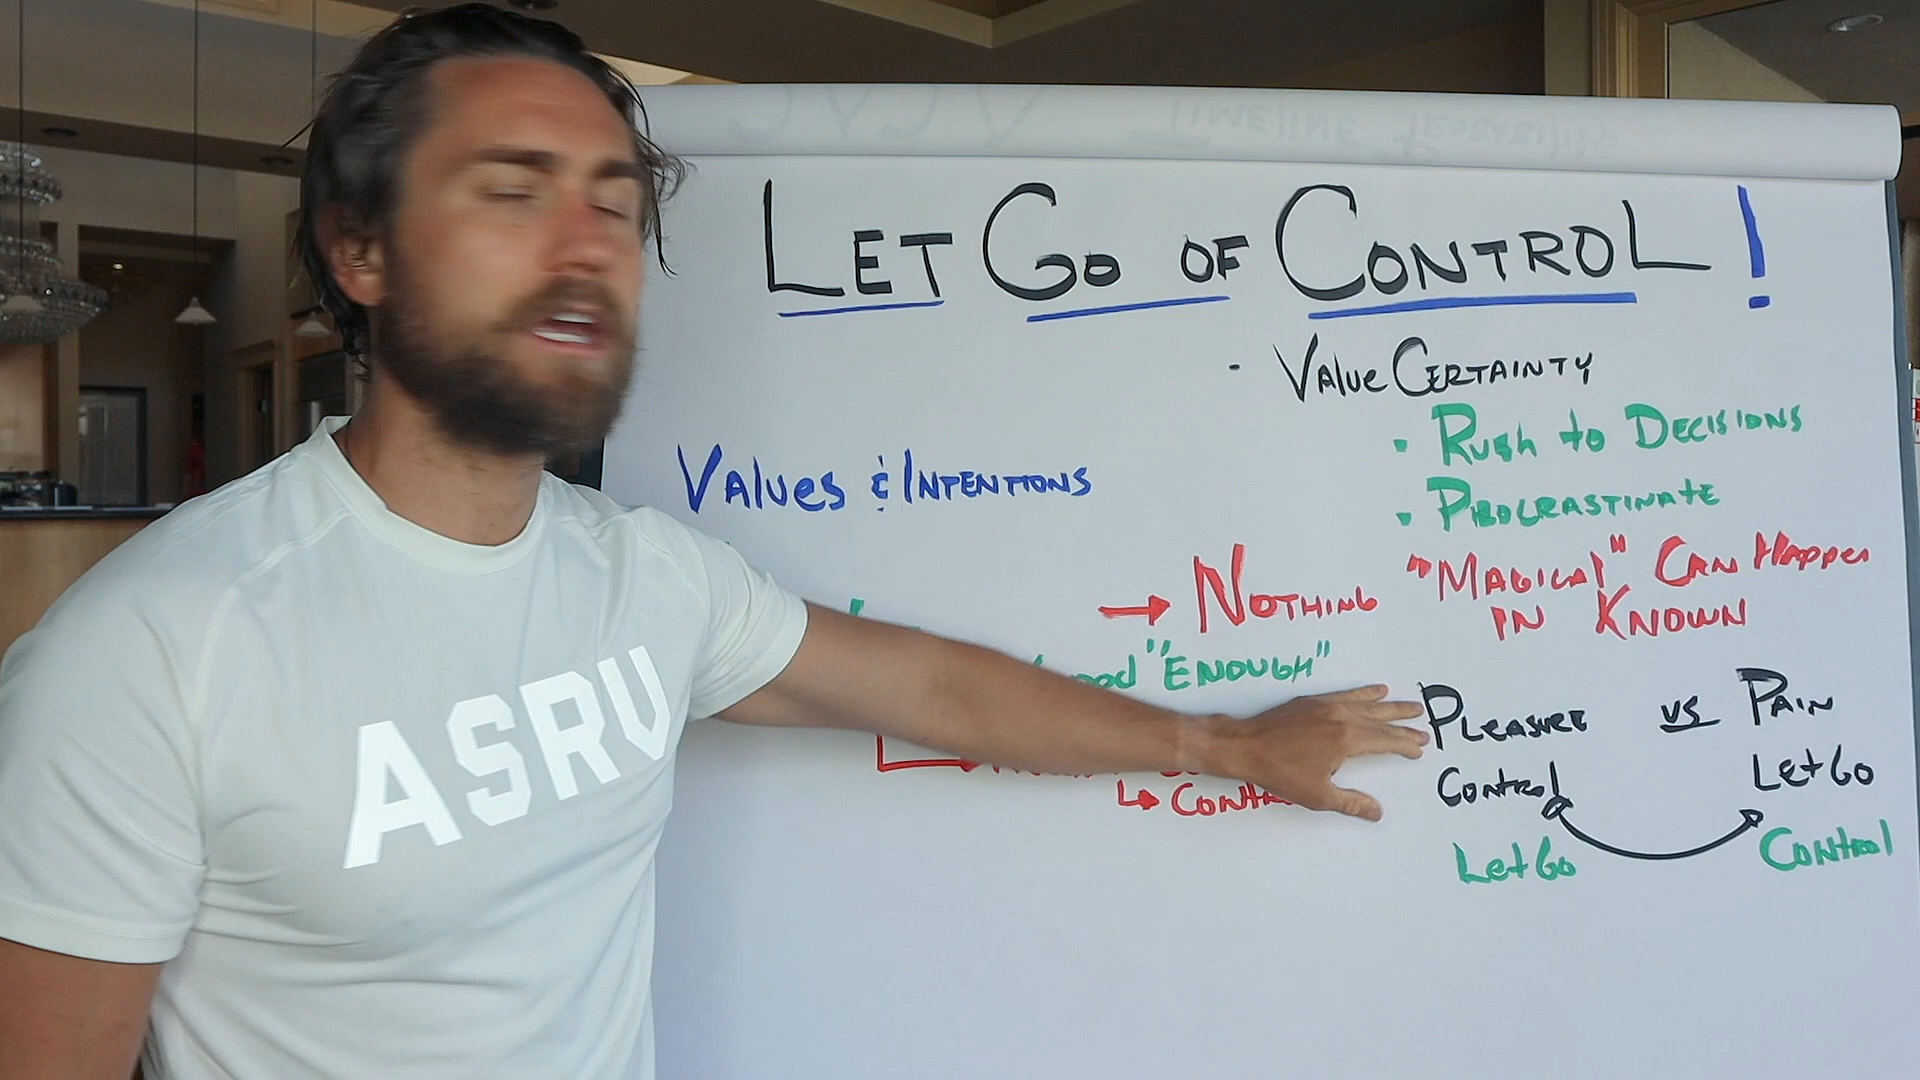 LET GO OF CONTROL!
- VALUE CERTAINTY
• RUSH to DECISIONS
• PROCRASTINATE
VALUES & INTENTIONS
→ NOTHING "MAGICAL" CAN HAPPEN
IN KNOWN
"ENOUGH"
PLEASURE VS PAIN
CONTROL LET GO
LET GO CONTROL
ASRV